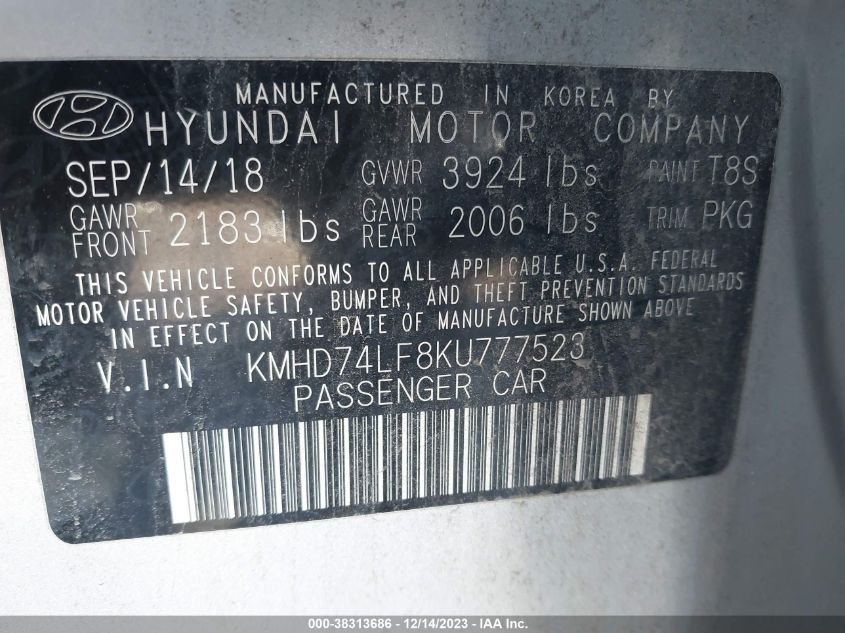 MANUFACTURED IN KOREA BY
HYUNDAI MOTOR COMPANY
SEP/14/18 GVWR 3924 lbs PAINT T8S
GAWR FRONT 2183 lbs GAWR REAR 2006 lbs TRIM PKG
THIS VEHICLE CONFORMS TO ALL APPLICABLE U.S.A. FEDERAL
MOTOR VEHICLE SAFETY, BUMPER, AND THEFT PREVENTION STANDARDS
IN EFFECT ON THE DATE OF MANUFACTURE SHOWN ABOVE
V.I.N KMHD74LF8KU777523
PASSENGER CAR
000-38313686 - 12/14/2023 - IAA Inc.